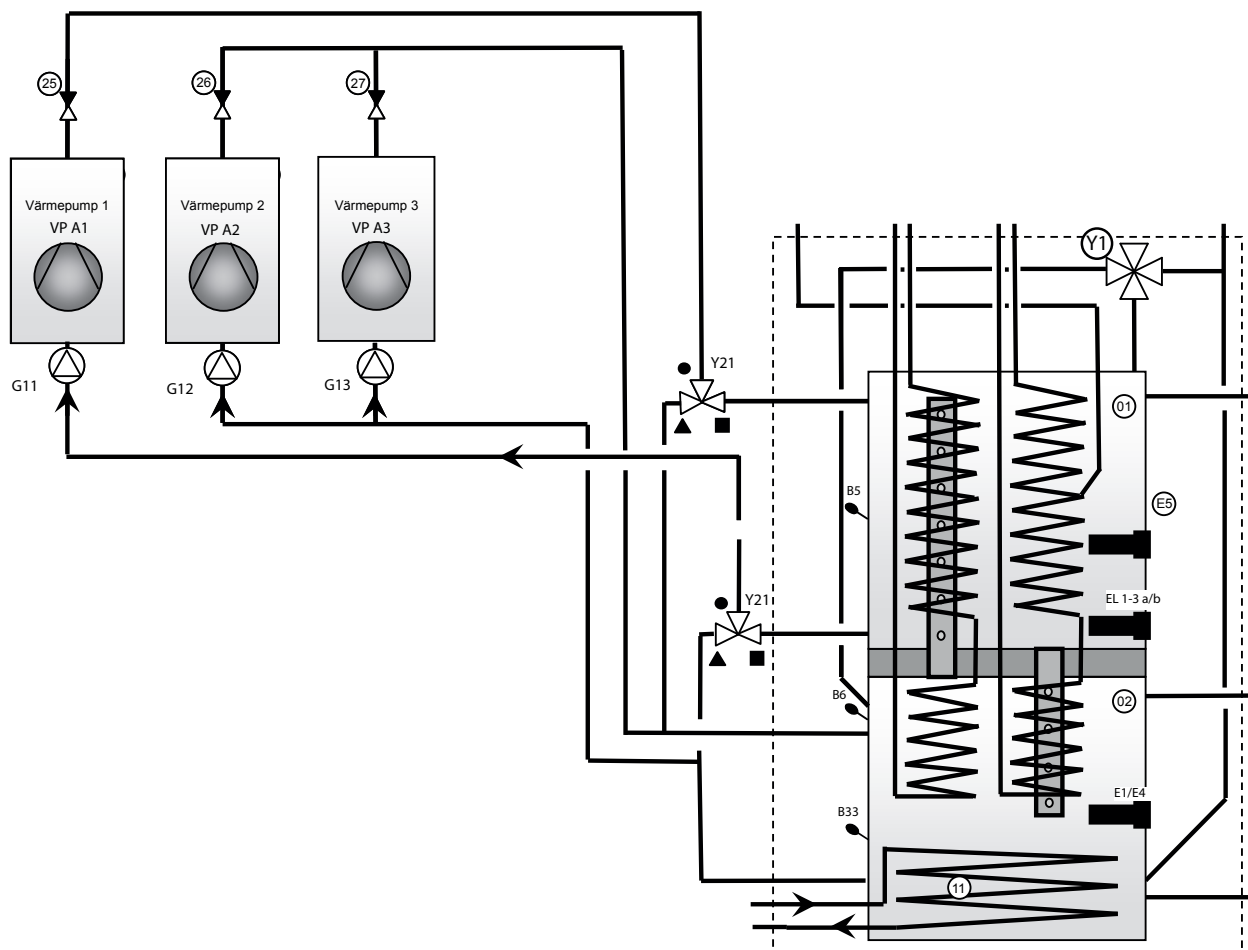 25
26
27
Värmepump 1
VP A1
Värmepump 2
VP A2
Värmepump 3
VP A3
G11
G12
G13
Y1
Y21
01
B5
E5
EL 1-3 a/b
Y21
B6
02
E1/E4
B33
11